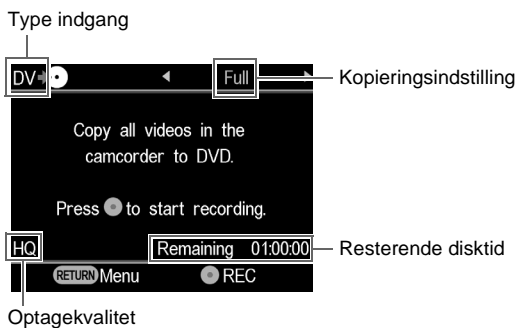 Type indgang
DV Full
Kopieringsindstilling
Copy all videos in the
camcorder to DVD.
Press to start recording.
HQ Remaining 01:00:00
Resterende disktid
RETURN Menu REC
Optagekvalitet